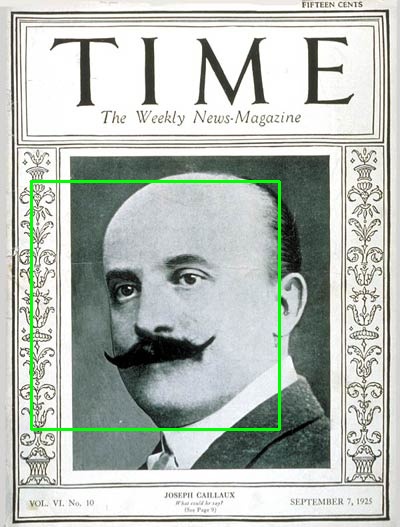 FIFTEEN CENTS
TIME
The Weekly News-Magazine
JOSEPH CAILLAUX
What could he say?
(See Page 9)
VOL. VI. No. 10
SEPTEMBER 7, 1925